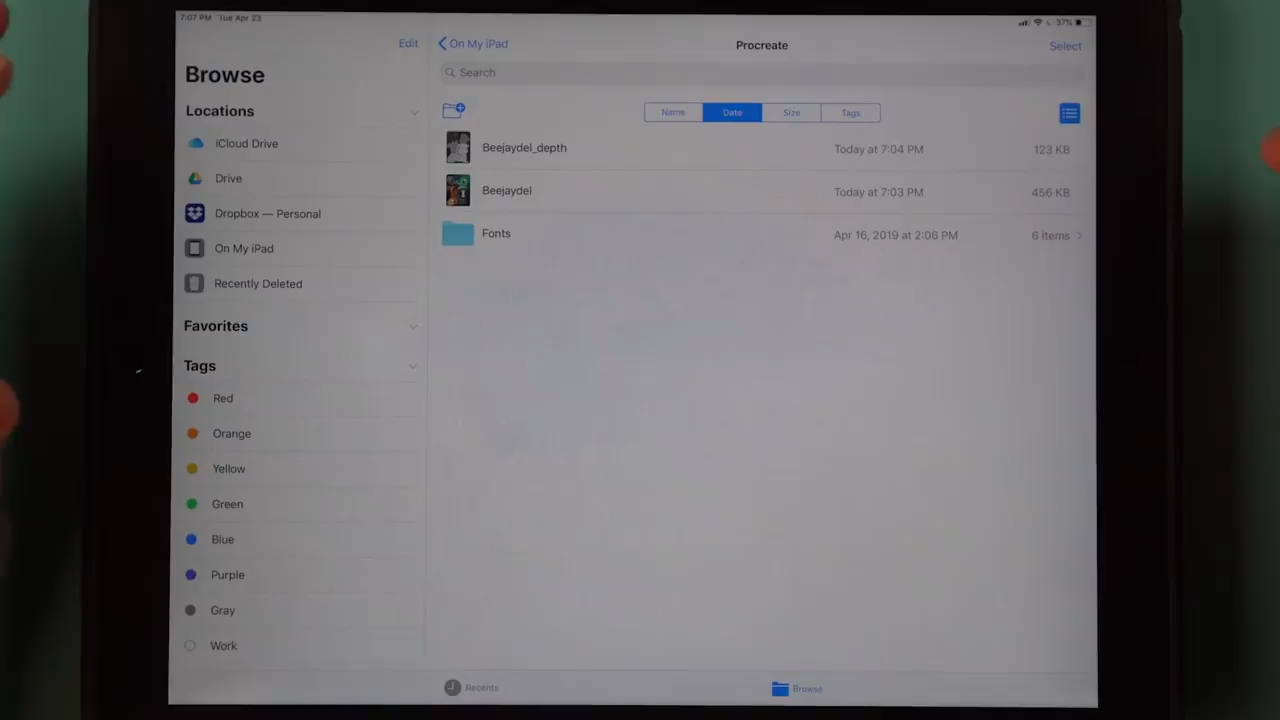 7:07 PM Tue Apr 23
37%
Edit
Browse
Locations
iCloud Drive
Drive
Dropbox — Personal
On My iPad
Recently Deleted
Favorites
Tags
Red
Orange
Yellow
Green
Blue
Purple
Gray
Work
On My iPad
Procreate
Select
Search
Name Date Size Tags
Beejaydel_depth Today at 7:04 PM 123 KB
Beejaydel Today at 7:03 PM 456 KB
Fonts Apr 16, 2019 at 2:06 PM 6 items
Recents
Browse